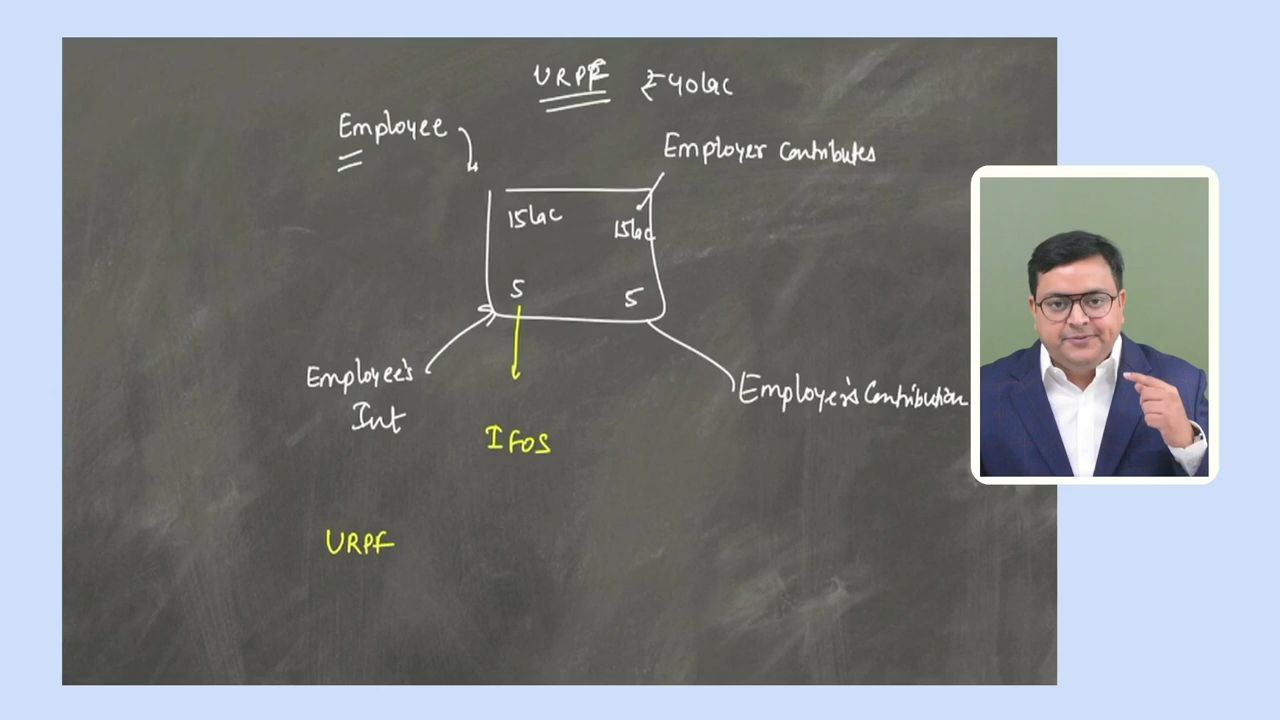 URPF ₹40lac
Employee
Employer Contributes
15lac 15lac
5 5
Employee's
Int
Employer's Contribution
IFOS
URPF